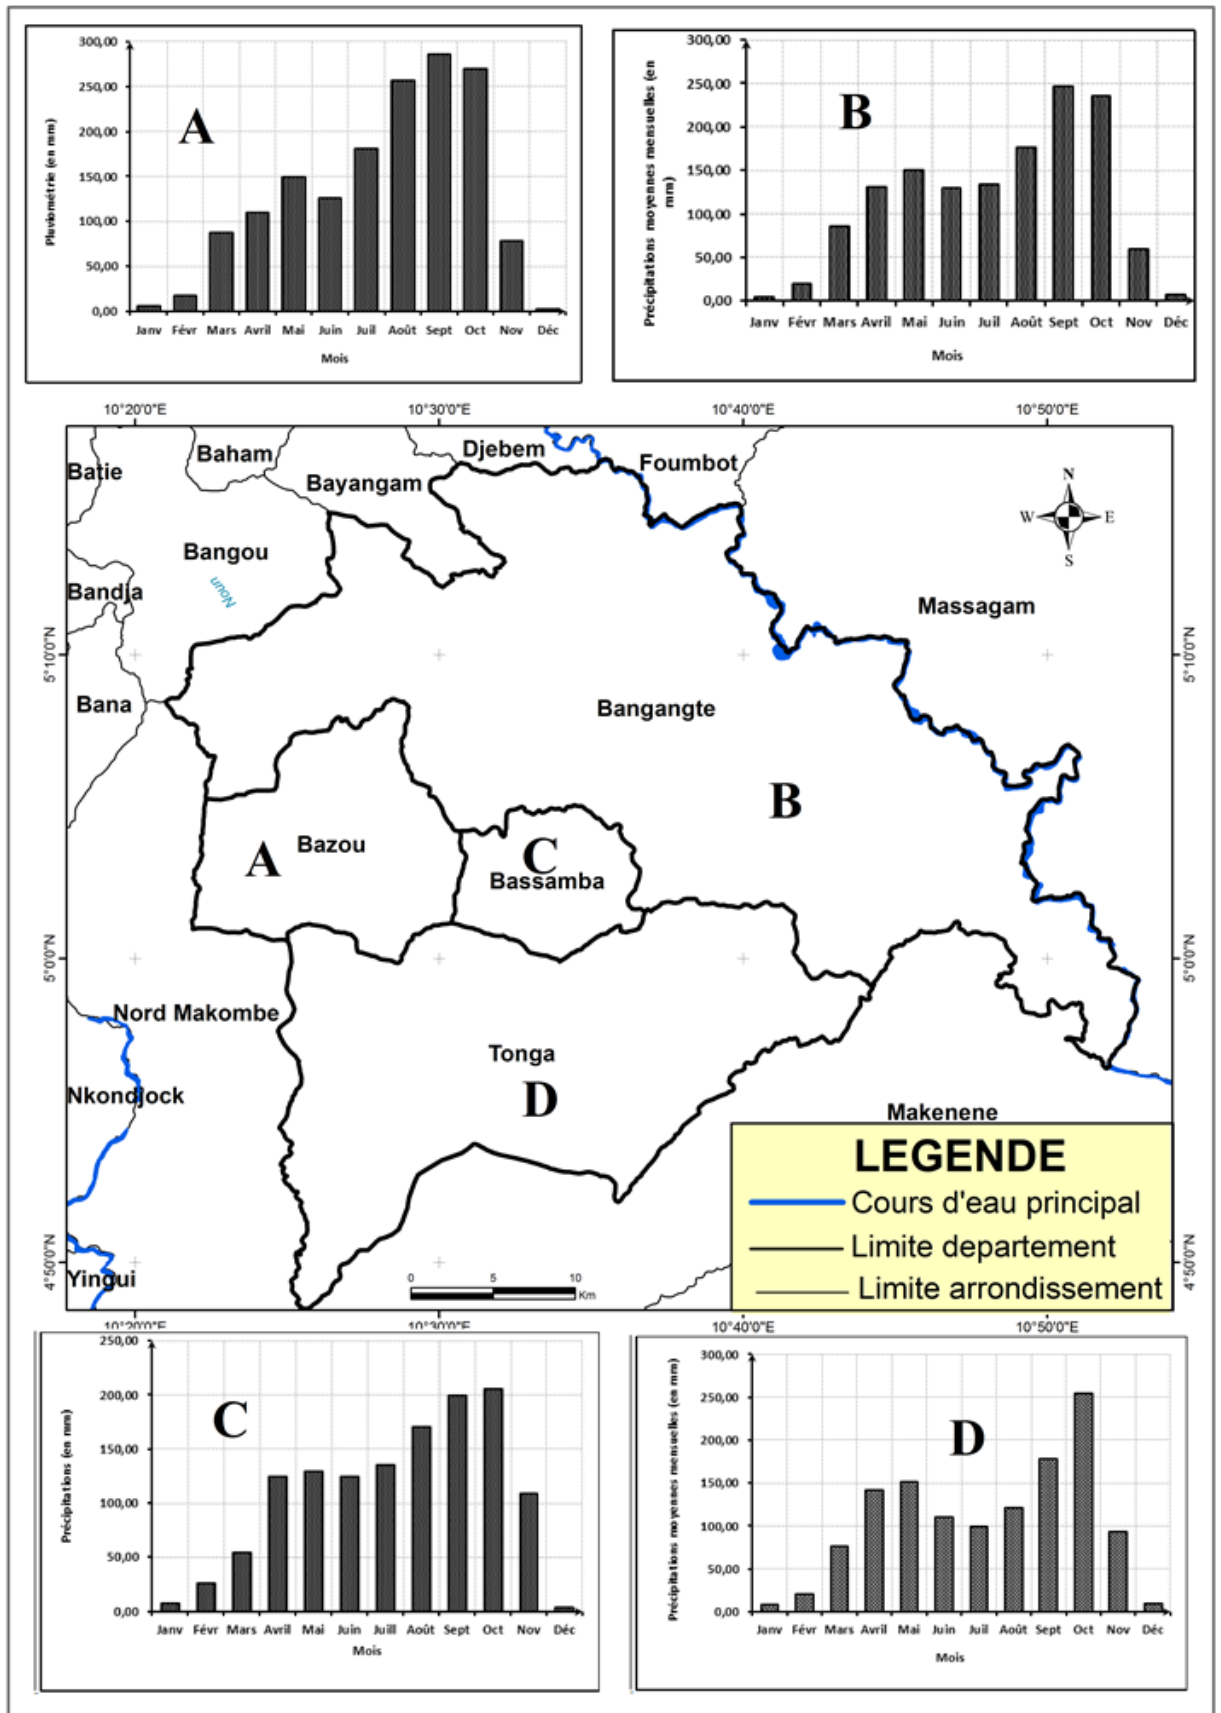 300,00
250,00
200,00
150,00
100,00
50,00
0,00
Pluviométrie (en mm)
A
Janv Févr Mars Avril Mai Juin Juil Août Sept Oct Nov Déc
Mois
300,00
250,00
200,00
150,00
100,00
50,00
0,00
Précipitations moyennes mensuelles (en mm)
B
Janv Févr Mars Avril Mai Juin Juil Août Sept Oct Nov Déc
Mois
10°20'0"E 10°30'0"E 10°40'0"E 10°50'0"E
Djebem
Baham
Foumbot
Batie
Bayangam
N
W E
S
Bangou
Noun
Bandja
Massagam
5°10'0"N 5°10'0"N
Bana
Bangangte
B
Bazou
A
C
Bassamba
5°0'0"N 5°0'0"N
Nord Makombe
Tonga
D
Nkondjock
Makenene
LEGENDE
Cours d'eau principal
Limite departement
Limite arrondissement
4°50'0"N 4°50'0"N
Yingui
0 5 10
Km
10°20'0"E 10°30'0"E 10°40'0"E 10°50'0"E
250,00
200,00
150,00
100,00
50,00
0,00
Précipitations (en mm)
C
Janv Févr Mars Avril Mai Juin Juill Août Sept Oct Nov Déc
Mois
300,00
250,00
200,00
150,00
100,00
50,00
0,00
Précipitations moyennes mensuelles (en mm)
D
Janv Févr Mars Avril Mai Juin Juil Août Sept Oct Nov Déc
Mois